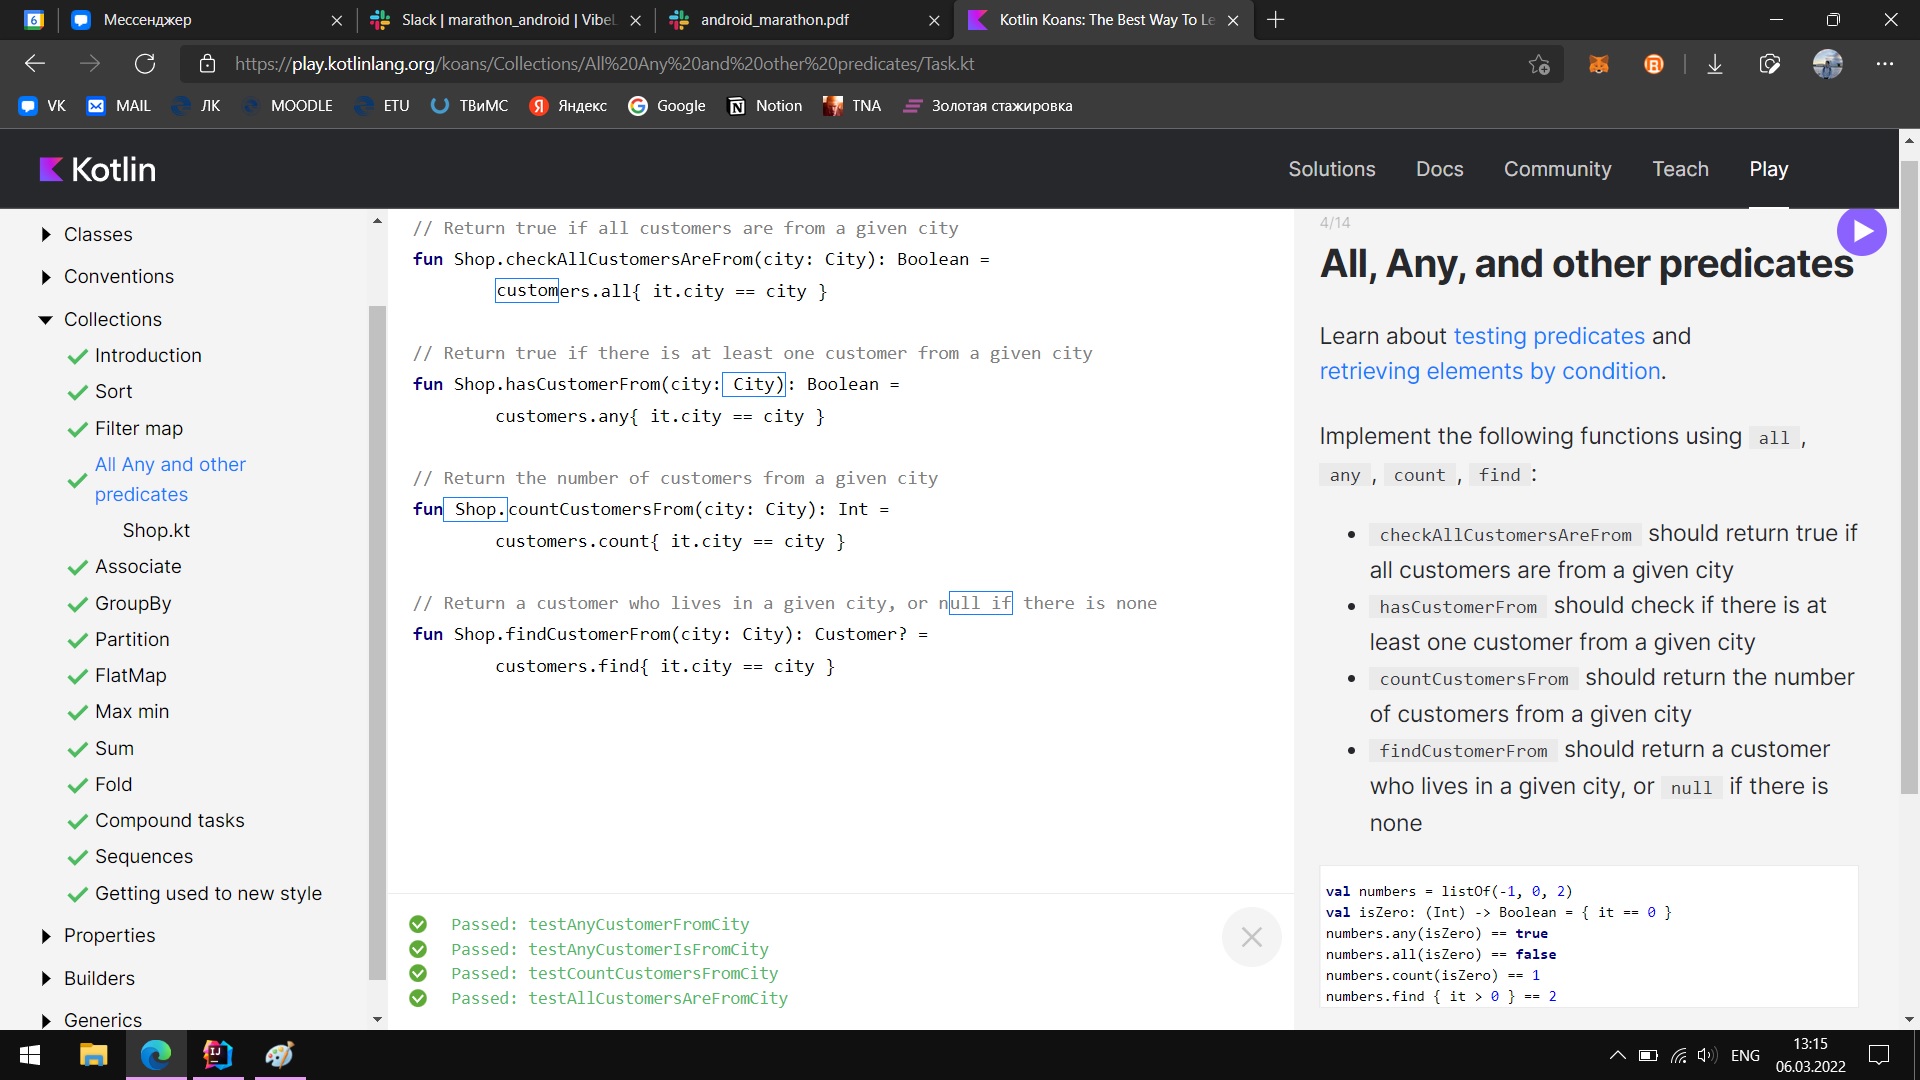 6
Мессенджер
Slack | marathon_android | VibeL
android_marathon.pdf
Kotlin Koans: The Best Way To Le
https://play.kotlinlang.org/koans/Collections/All%20Any%20and%20other%20predicates/Task.kt
VK MAIL ЛК MOODLE ETU ТВиМС Яндекс Google Notion TNA Золотая стажировка
Kotlin
Solutions Docs Community Teach Play
Classes
Conventions
Collections
Introduction
Sort
Filter map
All Any and other
predicates
Shop.kt
Associate
GroupBy
Partition
FlatMap
Max min
Sum
Fold
Compound tasks
Sequences
Getting used to new style
Properties
Builders
Generics
// Return true if all customers are from a given city
fun Shop.checkAllCustomersAreFrom(city: City): Boolean =
customers.all{ it.city == city }
// Return true if there is at least one customer from a given city
fun Shop.hasCustomerFrom(city: City): Boolean =
customers.any{ it.city == city }
// Return the number of customers from a given city
fun Shop.countCustomersFrom(city: City): Int =
customers.count{ it.city == city }
// Return a customer who lives in a given city, or null if there is none
fun Shop.findCustomerFrom(city: City): Customer? =
customers.find{ it.city == city }
Passed: testAnyCustomerFromCity
Passed: testAnyCustomerIsFromCity
Passed: testCountCustomersFromCity
Passed: testAllCustomersAreFromCity
4/14
All, Any, and other predicates
Learn about testing predicates and
retrieving elements by condition.
Implement the following functions using all ,
any , count , find :
checkAllCustomersAreFrom should return true if
all customers are from a given city
hasCustomerFrom should check if there is at
least one customer from a given city
countCustomersFrom should return the number
of customers from a given city
findCustomerFrom should return a customer
who lives in a given city, or null if there is
none
val numbers = listOf(-1, 0, 2)
val isZero: (Int) -> Boolean = { it == 0 }
numbers.any(isZero) == true
numbers.all(isZero) == false
numbers.count(isZero) == 1
numbers.find { it > 0 } == 2
ENG
13:15
06.03.2022